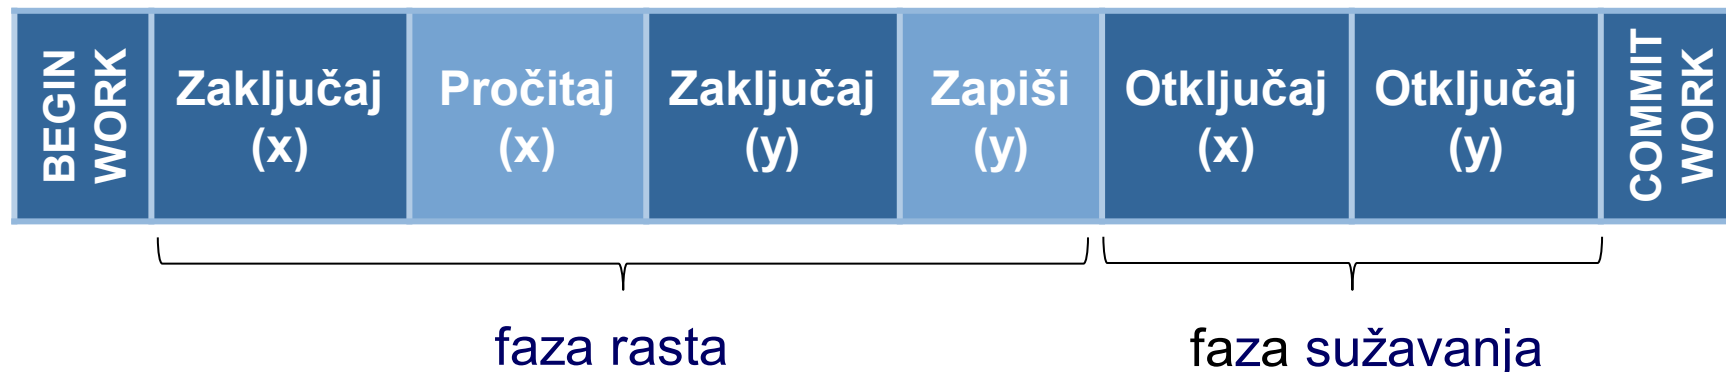 BEGIN
WORK
Zaključaj
(x)
Pročitaj
(x)
Zaključaj
(y)
Zapiši
(y)
Otključaj
(x)
Otključaj
(y)
COMMIT
WORK
faza rasta
faza sužavanja